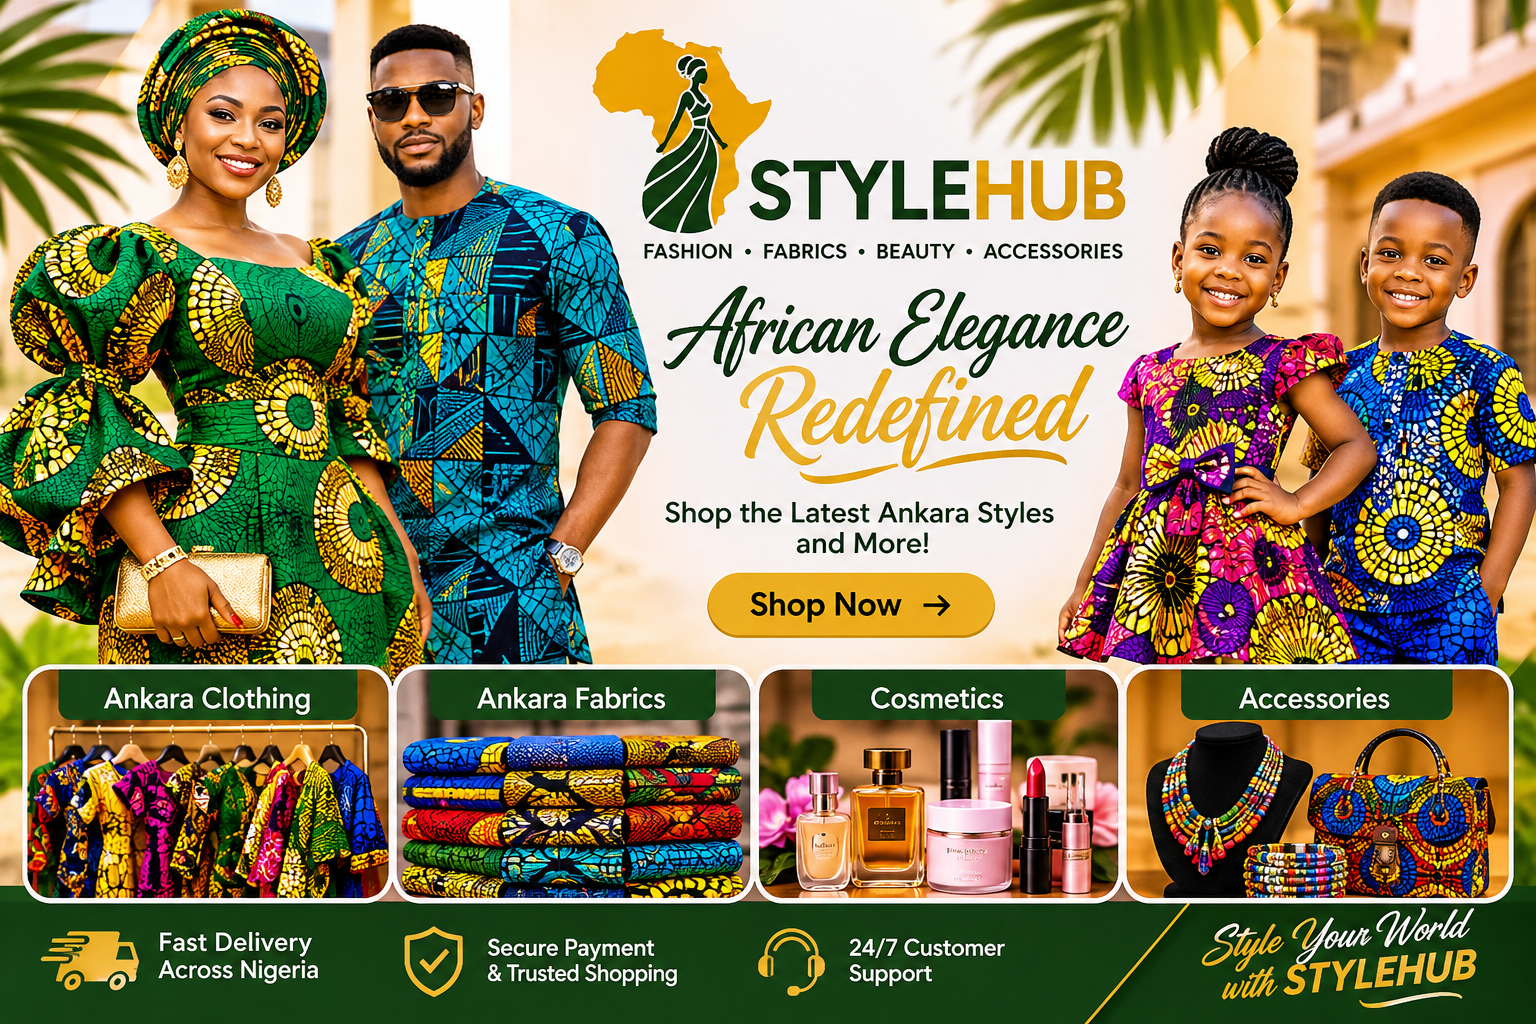 STYLEHUB
FASHION • FABRICS • BEAUTY • ACCESSORIES
African Elegance
Redefined
Shop the Latest Ankara Styles
and More!
Shop Now →
Ankara Clothing
Ankara Fabrics
Cosmetics
Accessories
Fast Delivery
Across Nigeria
Secure Payment
& Trusted Shopping
24/7 Customer
Support
Style Your World
with STYLEHUB